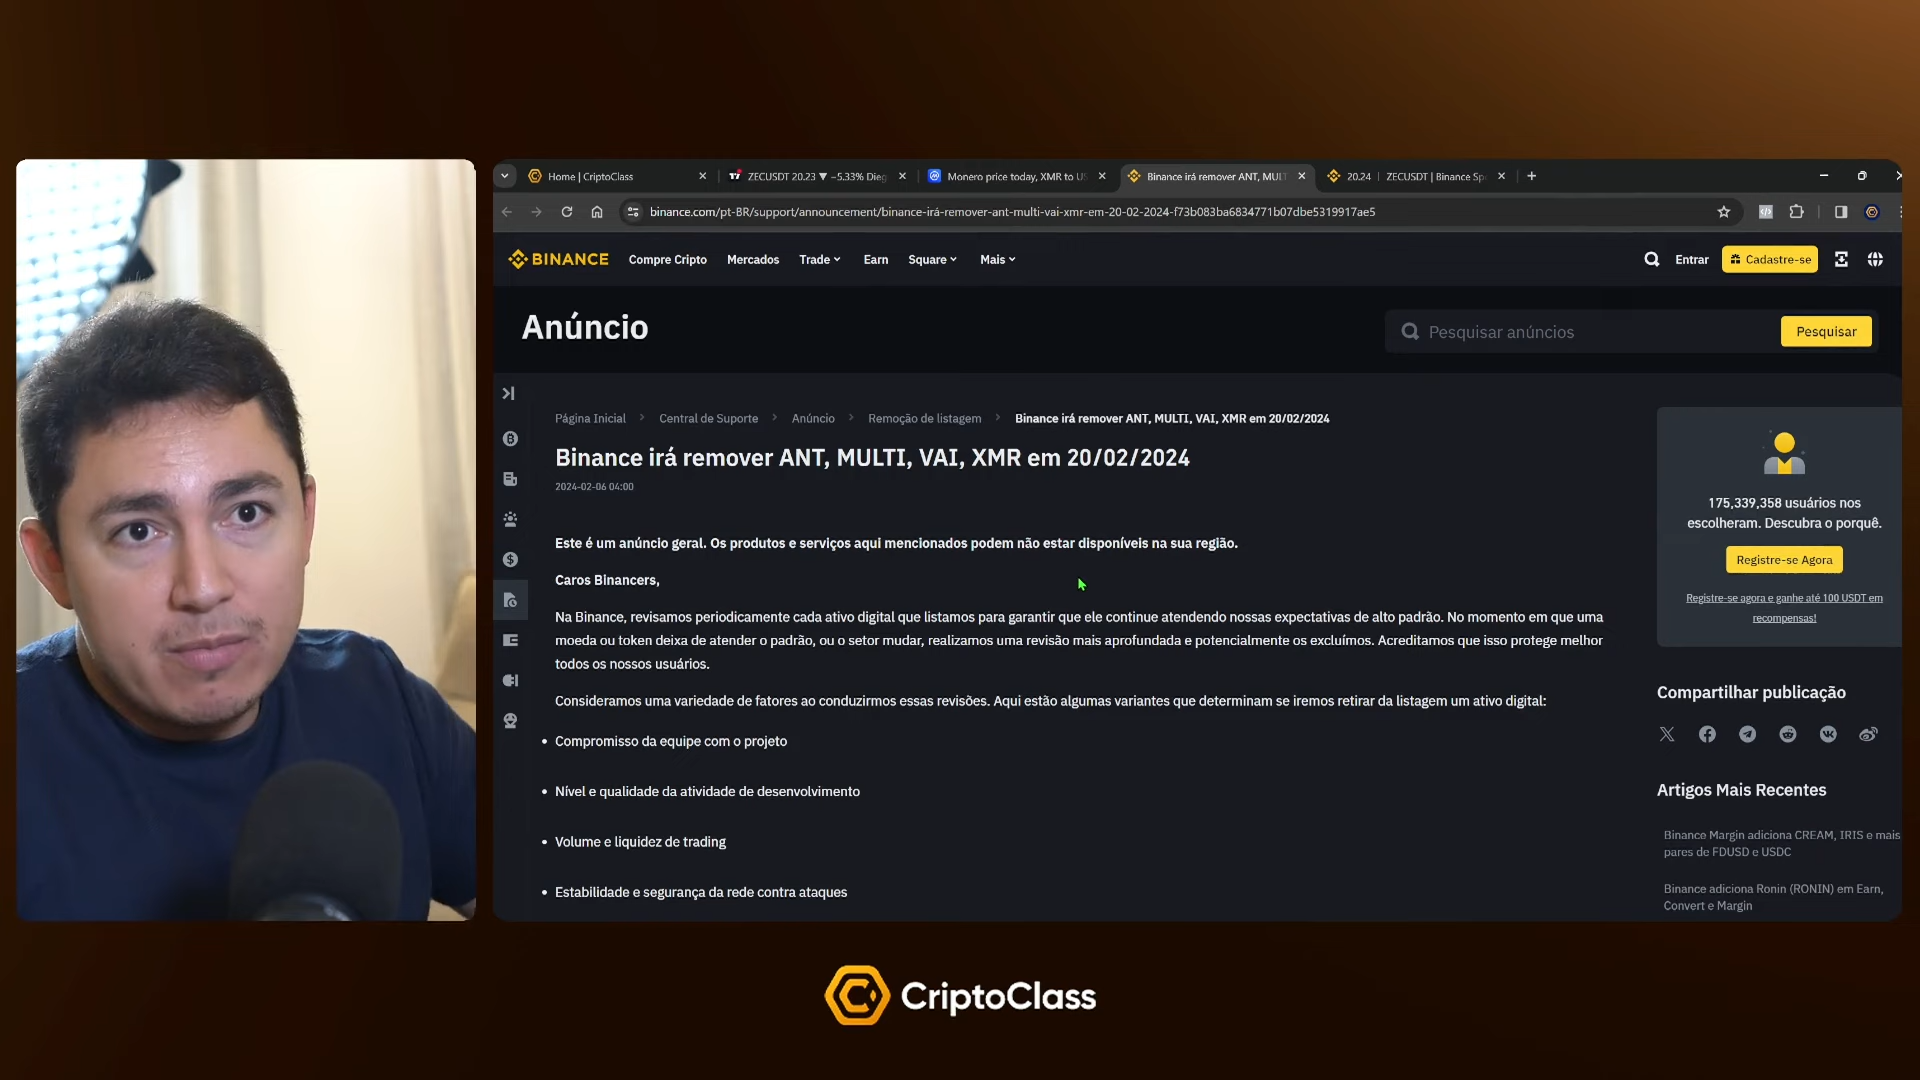 Home | CriptoClass
ZECUSDT 20.23 ▼ −5.33% Dieg
Monero price today, XMR to US
Binance irá remover ANT, MULT
20.24 | ZECUSDT | Binance Sp
binance.com/pt-BR/support/announcement/binance-irá-remover-ant-multi-vai-xmr-em-20-02-2024-f73b083ba6834771b07dbe5319917ae5
BINANCE
Compre Cripto
Mercados
Trade
Earn
Square
Mais
Entrar
Cadastre-se
Anúncio
Pesquisar anúncios
Pesquisar
Página Inicial > Central de Suporte > Anúncio > Remoção de listagem > Binance irá remover ANT, MULTI, VAI, XMR em 20/02/2024
Binance irá remover ANT, MULTI, VAI, XMR em 20/02/2024
2024-02-06 04:00
Este é um anúncio geral. Os produtos e serviços aqui mencionados podem não estar disponíveis na sua região.
Caros Binancers,
Na Binance, revisamos periodicamente cada ativo digital que listamos para garantir que ele continue atendendo nossas expectativas de alto padrão. No momento em que uma
moeda ou token deixa de atender o padrão, ou o setor mudar, realizamos uma revisão mais aprofundada e potencialmente os excluímos. Acreditamos que isso protege melhor
todos os nossos usuários.
Consideramos uma variedade de fatores ao conduzirmos essas revisões. Aqui estão algumas variantes que determinam se iremos retirar da listagem um ativo digital:
• Compromisso da equipe com o projeto
• Nível e qualidade da atividade de desenvolvimento
• Volume e liquidez de trading
• Estabilidade e segurança da rede contra ataques
175,339,358 usuários nos
escolheram. Descubra o porquê.
Registre-se Agora
Registre-se agora e ganhe até 100 USDT em
recompensas!
Compartilhar publicação
Artigos Mais Recentes
Binance Margin adiciona CREAM, IRIS e mais
pares de FDUSD e USDC
Binance adiciona Ronin (RONIN) em Earn,
Convert e Margin
CriptoClass